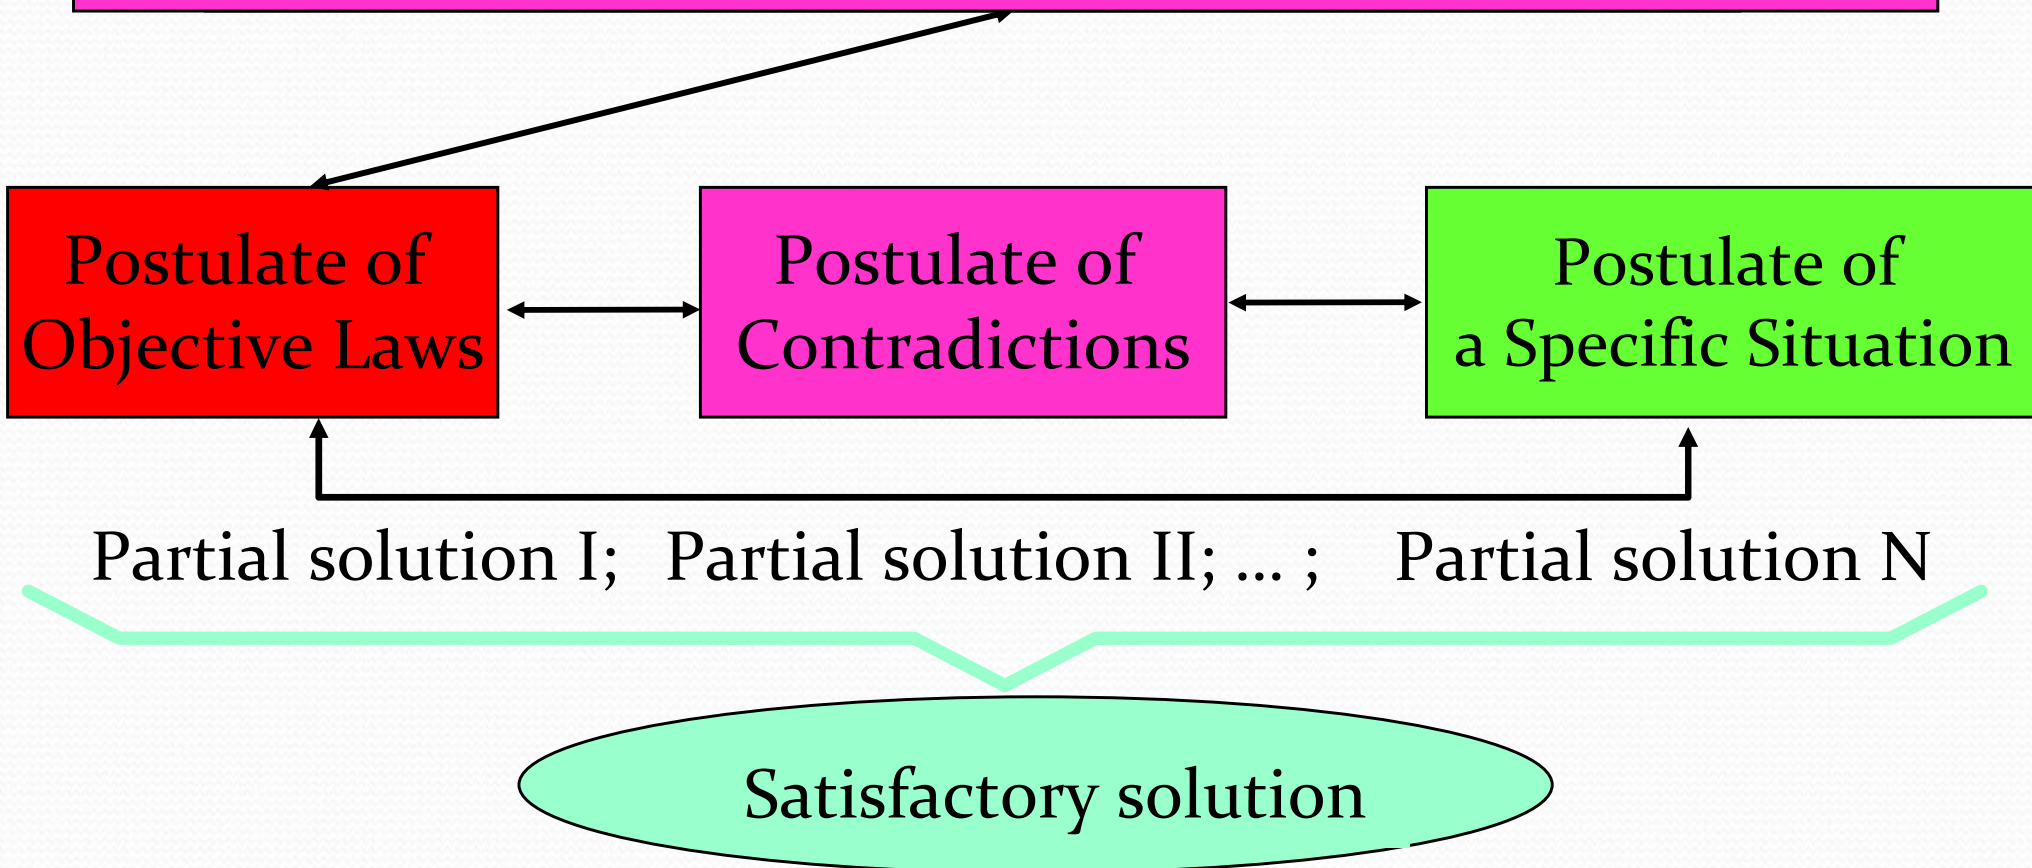 Postulate of
Objective Laws
Postulate of
Contradictions
Postulate of
a Specific Situation
Partial solution I; Partial solution II; ... ; Partial solution N
Satisfactory solution